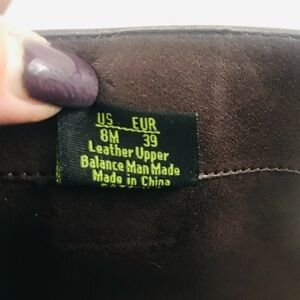 US EUR
8M 39
Leather Upper
Balance Man Made
Made in China